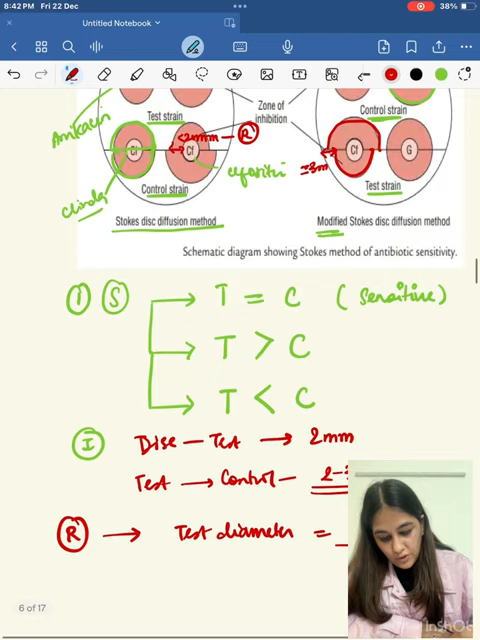 8:42 PM Fri 22 Dec
38%
Untitled Notebook
Test strain
Control strain
Amikacin
Zone of
inhibition
<2mm — R
Cf
Cf
Cf
G
=3m
Clinda
Control strain
Test strain
Stokes disc diffusion method
Modified Stokes disc diffusion method
Schematic diagram showing Stokes method of antibiotic sensitivity.
① Ⓢ → T = C (Sensitive)
→ T > C
→ T < C
Ⓘ Disc — Test → 2mm
Test → Control —
Ⓡ → Test diameter =
6 of 17
InShOt